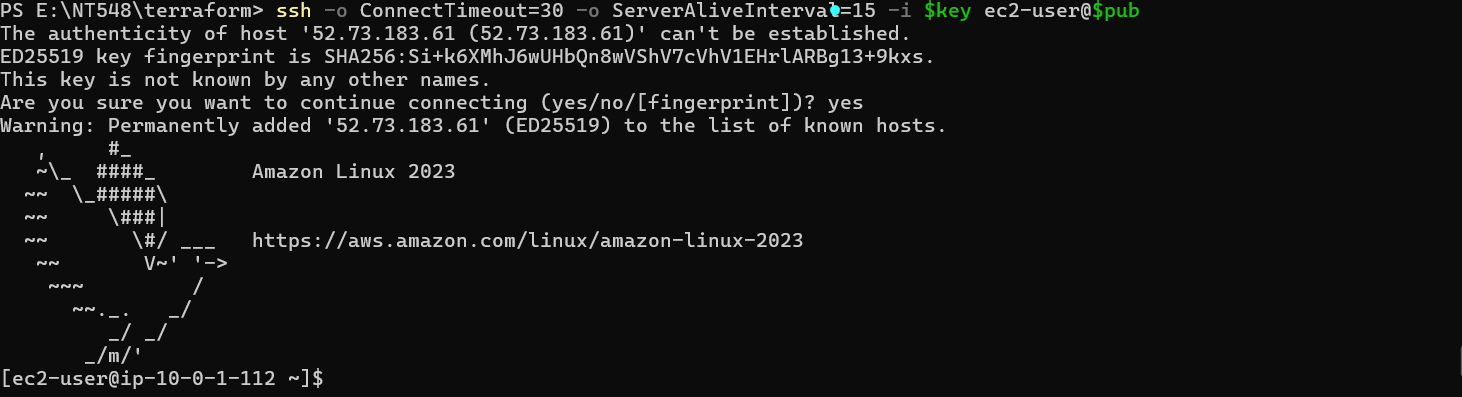 PS E:\NT548\terraform> ssh -o ConnectTimeout=30 -o ServerAliveInterval=15 -i $key ec2-user@$pub
The authenticity of host '52.73.183.61 (52.73.183.61)' can't be established.
ED25519 key fingerprint is SHA256:Si+k6XMhJ6wUHbQn8wVShV7cVhV1EHrlARBg13+9kxs.
This key is not known by any other names.
Are you sure you want to continue connecting (yes/no/[fingerprint])? yes
Warning: Permanently added '52.73.183.61' (ED25519) to the list of known hosts.
   ,     #_
   ~\_  ####_        Amazon Linux 2023
  ~~  \_#####\
  ~~     \###|
  ~~       \#/ ___   https://aws.amazon.com/linux/amazon-linux-2023
   ~~       V~' '->
    ~~~         /
      ~~._.   _/
         _/ _/
       _/m/'
[ec2-user@ip-10-0-1-112 ~]$